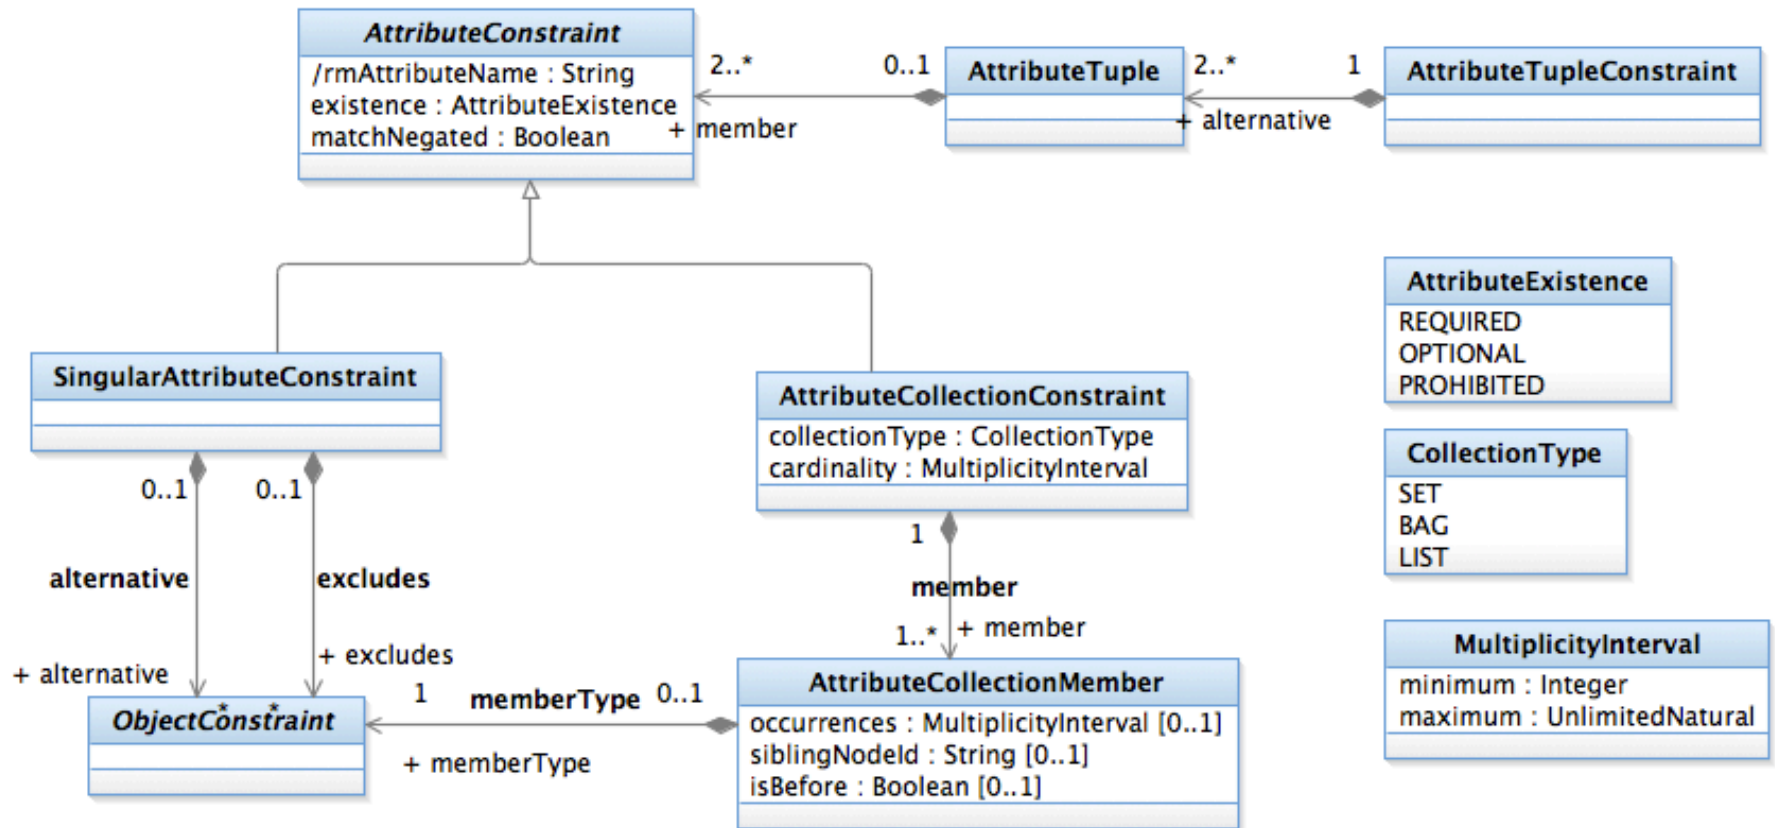 AttributeConstraint
/rmAttributeName : String
existence : AttributeExistence
matchNegated : Boolean
2..*
0..1
+ member
AttributeTuple
2..*
1
+ alternative
AttributeTupleConstraint
SingularAttributeConstraint
0..1
0..1
alternative
excludes
+ alternative
+ excludes
AttributeCollectionConstraint
collectionType : CollectionType
cardinality : MultiplicityInterval
1
member
1..*
+ member
ObjectConstraint
*
*
1
memberType
0..1
+ memberType
AttributeCollectionMember
occurrences : MultiplicityInterval [0..1]
siblingNodeId : String [0..1]
isBefore : Boolean [0..1]
AttributeExistence
REQUIRED
OPTIONAL
PROHIBITED
CollectionType
SET
BAG
LIST
MultiplicityInterval
minimum : Integer
maximum : UnlimitedNatural